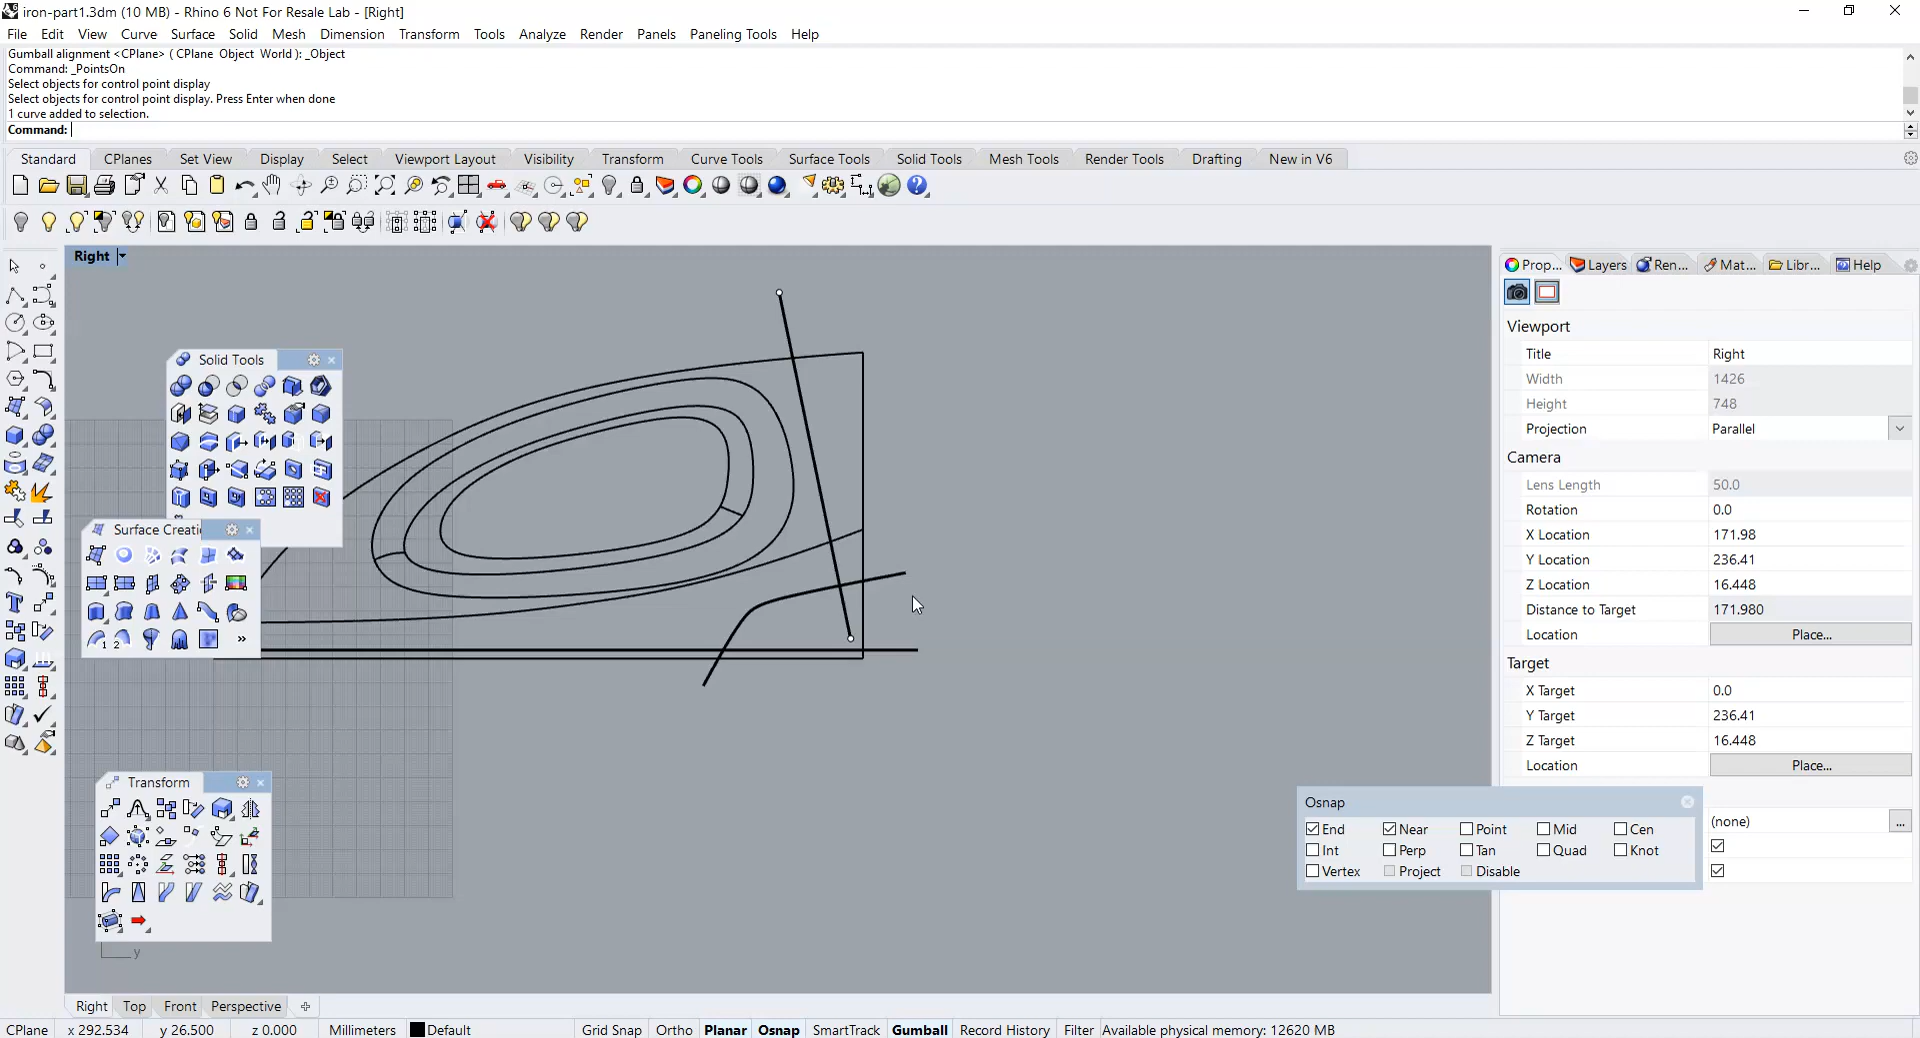 iron-part1.3dm (10 MB) - Rhino 6 Not For Resale Lab - [Right]
File Edit View Curve Surface Solid Mesh Dimension Transform Tools Analyze Render Panels Paneling Tools Help
Gumball alignment <CPlane> ( CPlane Object World ): _Object
Command: _PointsOn
Select objects for control point display
Select objects for control point display. Press Enter when done
1 curve added to selection.
Command:
Standard CPlanes Set View Display Select Viewport Layout Visibility Transform Curve Tools Surface Tools Solid Tools Mesh Tools Render Tools Drafting New in V6
Right
Prop... Layers Ren... Mat... Libr... Help
Viewport
Title Right
Width 1426
Height 748
Projection Parallel
Camera
Lens Length 50.0
Rotation 0.0
X Location 171.98
Y Location 236.41
Z Location 16.448
Distance to Target 171.980
Location Place...
Target
X Target 0.0
Y Target 236.41
Z Target 16.448
Location Place...
(none) ...
Solid Tools
Surface Creati
1 2 »
Transform
y
Osnap
End Near Point Mid Cen
Int Perp Tan Quad Knot
Vertex Project Disable
Right Top Front Perspective
CPlane x 292.534 y 26.500 z 0.000 Millimeters Default Grid Snap Ortho Planar Osnap SmartTrack Gumball Record History Filter Available physical memory: 12620 MB